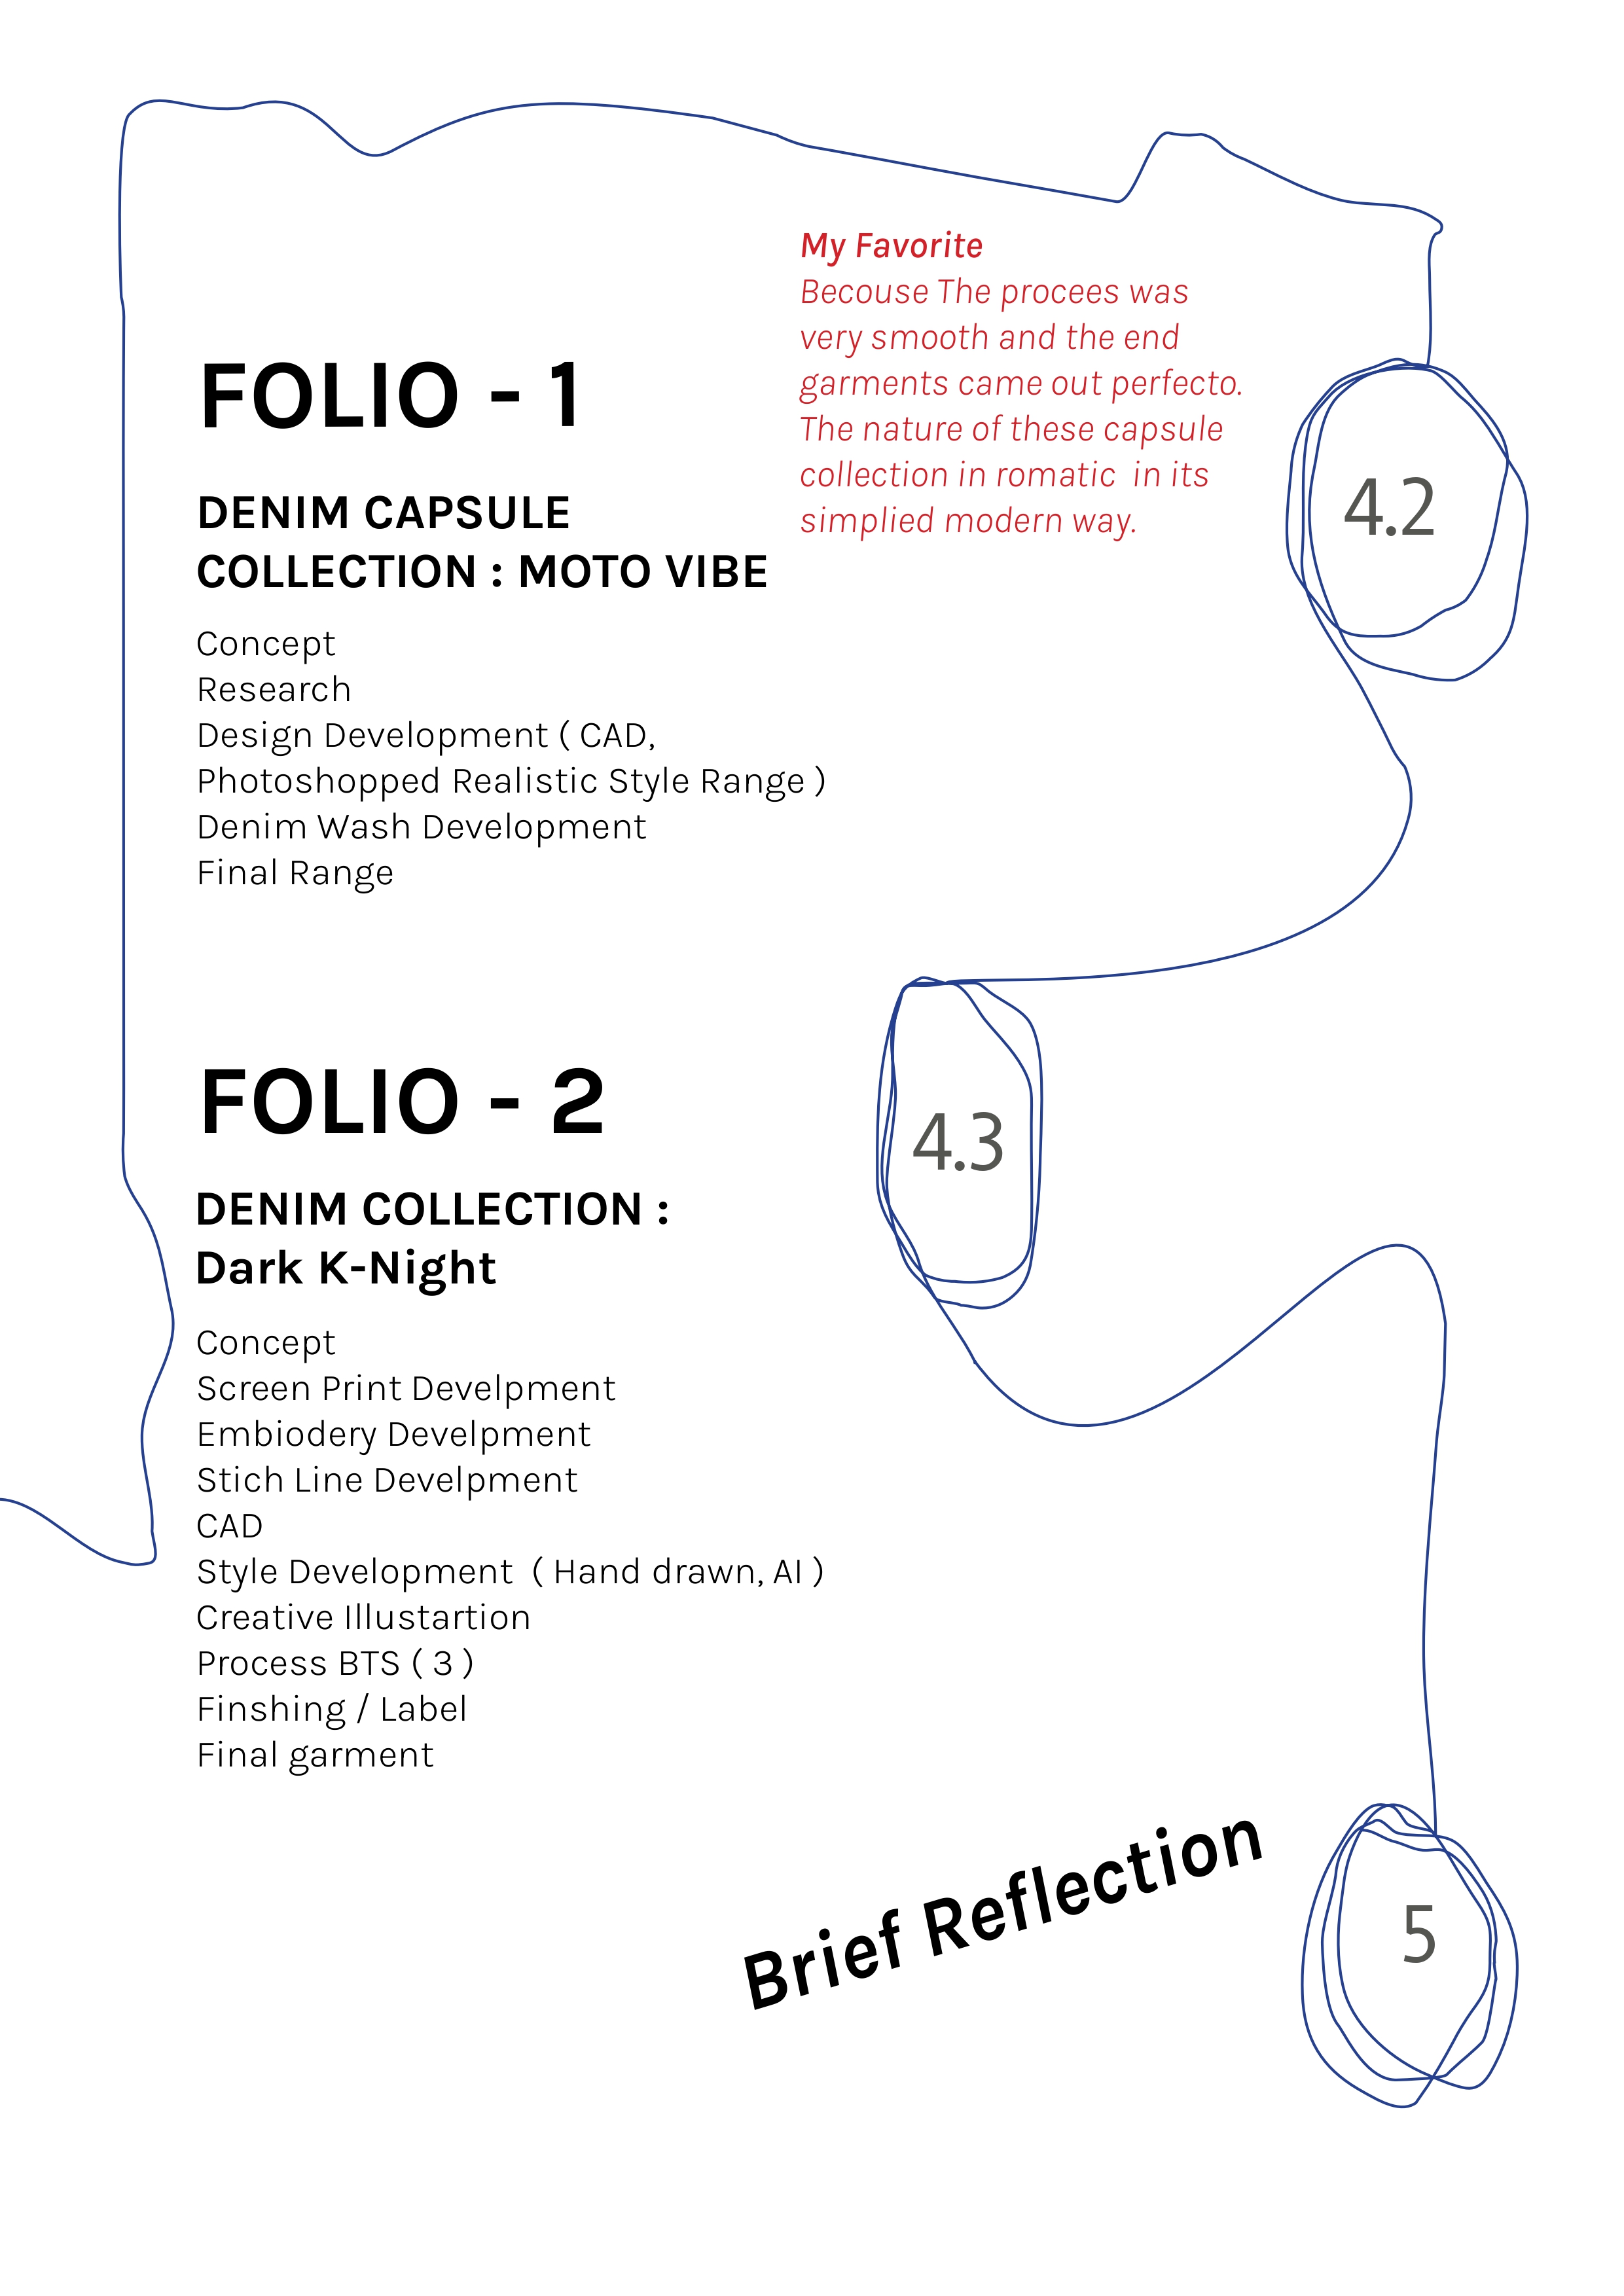 My Favorite
Becouse The procees was
very smooth and the end
garments came out perfecto.
The nature of these capsule
collection in romatic  in its
simplied modern way.
FOLIO - 1
DENIM CAPSULE
COLLECTION : MOTO VIBE
4.2
Concept
Research
Design Development ( CAD,
Photoshopped Realistic Style Range )
Denim Wash Development
Final Range
FOLIO - 2
4.3
DENIM COLLECTION :
Dark K-Night
Concept
Screen Print Develpment
Embiodery Develpment
Stich Line Develpment
CAD
Style Development  ( Hand drawn, AI )
Creative Illustartion
Process BTS ( 3 )
Finshing / Label
Final garment
Brief Reflection
5